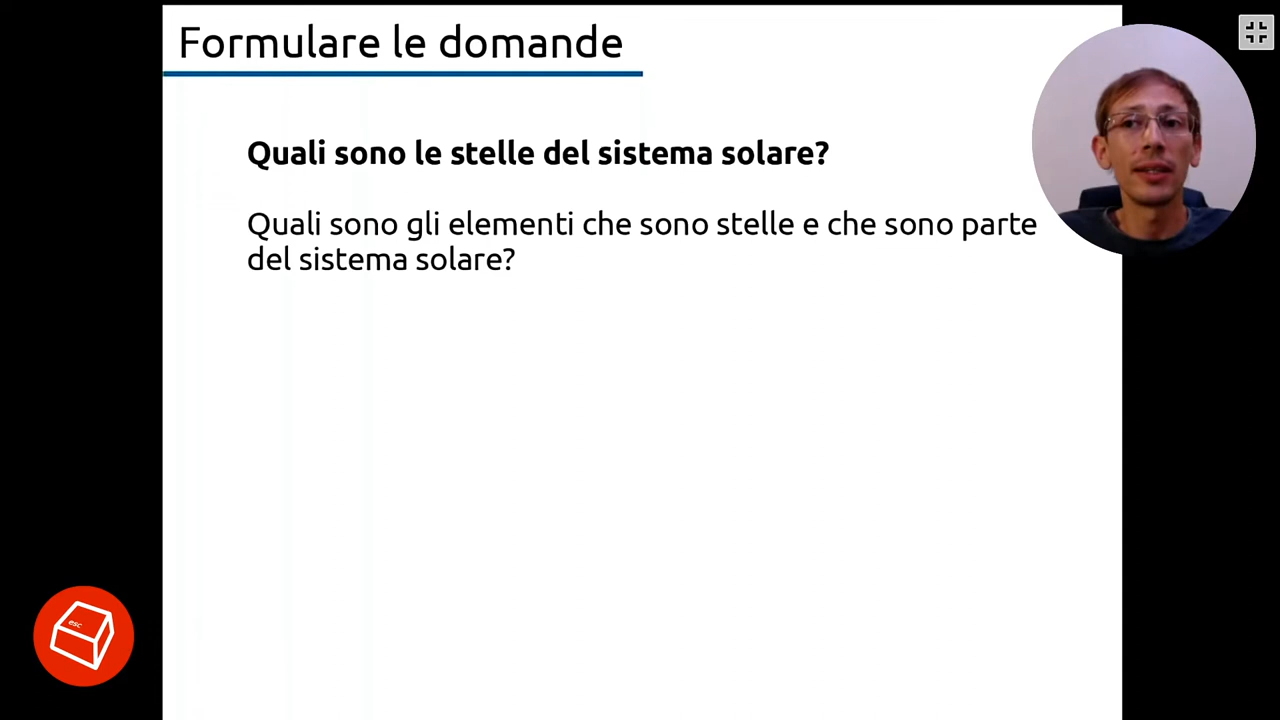 Formulare le domande
Quali sono le stelle del sistema solare?
Quali sono gli elementi che sono stelle e che sono parte
del sistema solare?
esc